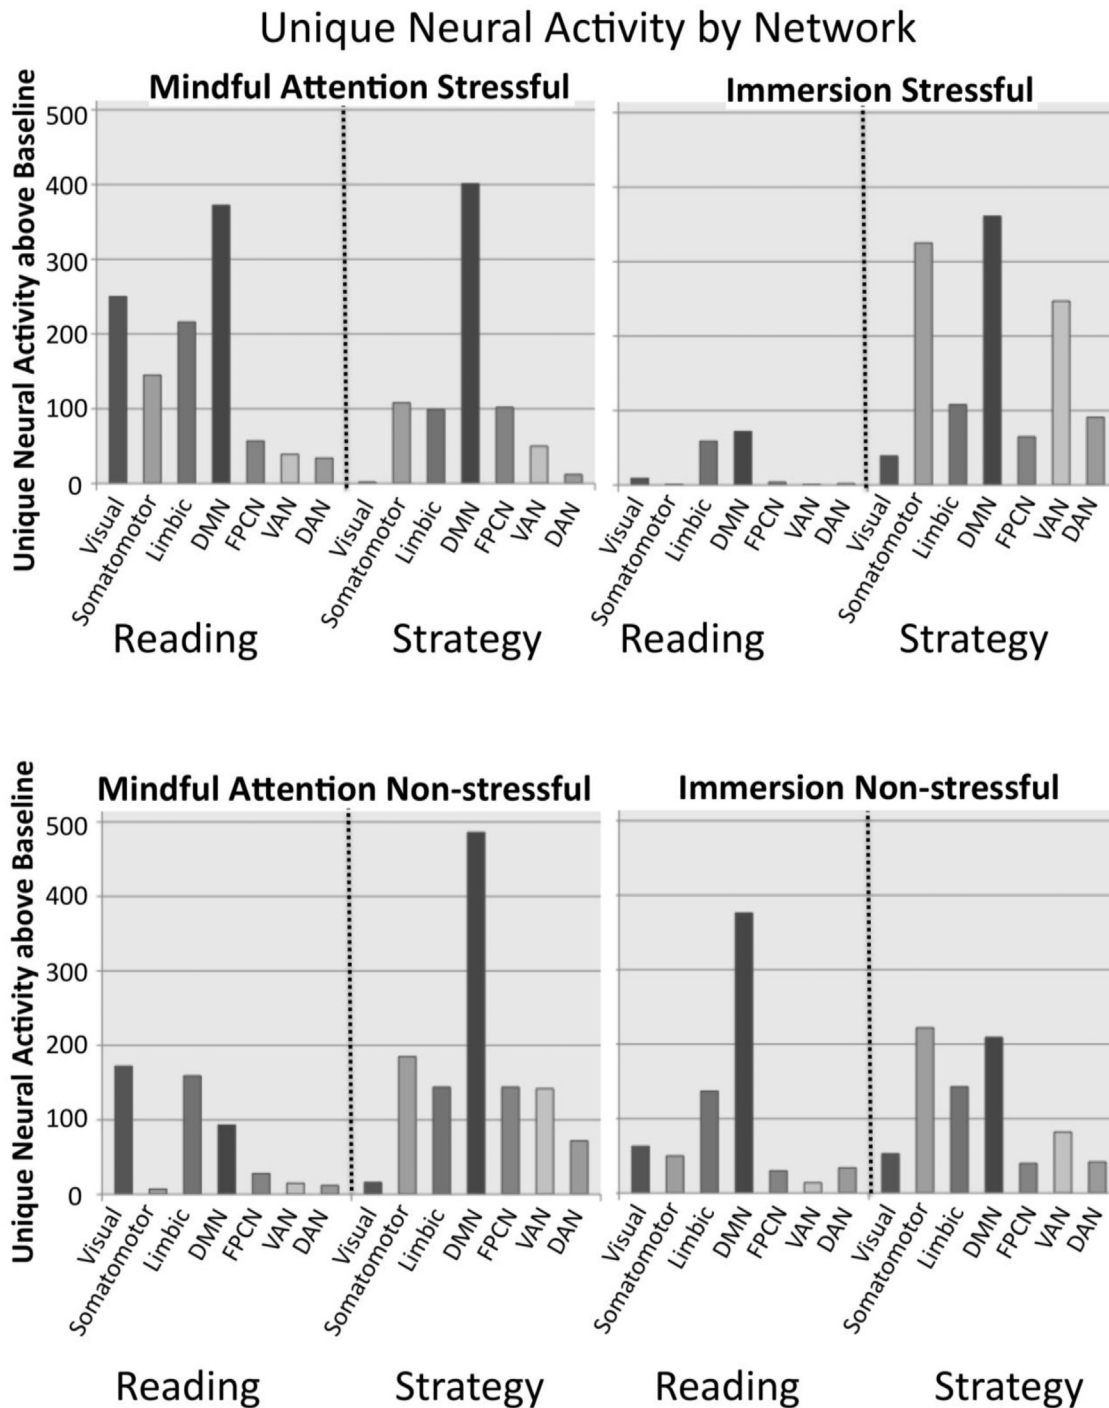 Unique Neural Activity by Network
Mindful Attention Stressful
Immersion Stressful
Unique Neural Activity above Baseline
500
400
300
200
100
0
Visual
Somatomotor
Limbic
DMN
FPCN
VAN
DAN
Visual
Somatomotor
Limbic
DMN
FPCN
VAN
DAN
Visual
Somatomotor
Limbic
DMN
FPCN
VAN
DAN
Visual
Somatomotor
Limbic
DMN
FPCN
VAN
DAN
Reading
Strategy
Reading
Strategy
Mindful Attention Non-stressful
Immersion Non-stressful
Unique Neural Activity above Baseline
500
400
300
200
100
0
Visual
Somatomotor
Limbic
DMN
FPCN
VAN
DAN
Visual
Somatomotor
Limbic
DMN
FPCN
VAN
DAN
Visual
Somatomotor
Limbic
DMN
FPCN
VAN
DAN
Visual
Somatomotor
Limbic
DMN
FPCN
VAN
DAN
Reading
Strategy
Reading
Strategy